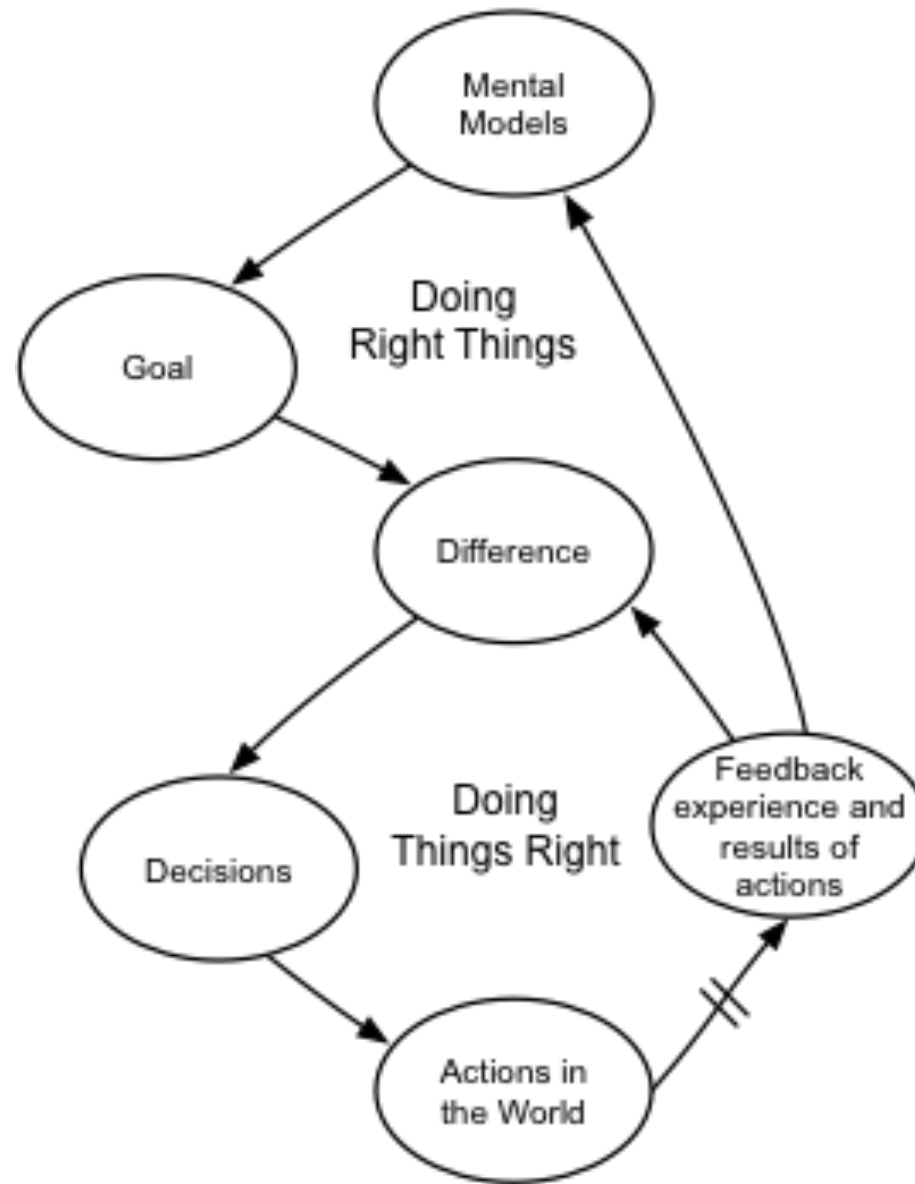 Mental
Models
Doing
Right Things
Goal
Difference
Feedback
experience and
results of
actions
Doing
Things Right
Decisions
Actions in
the World